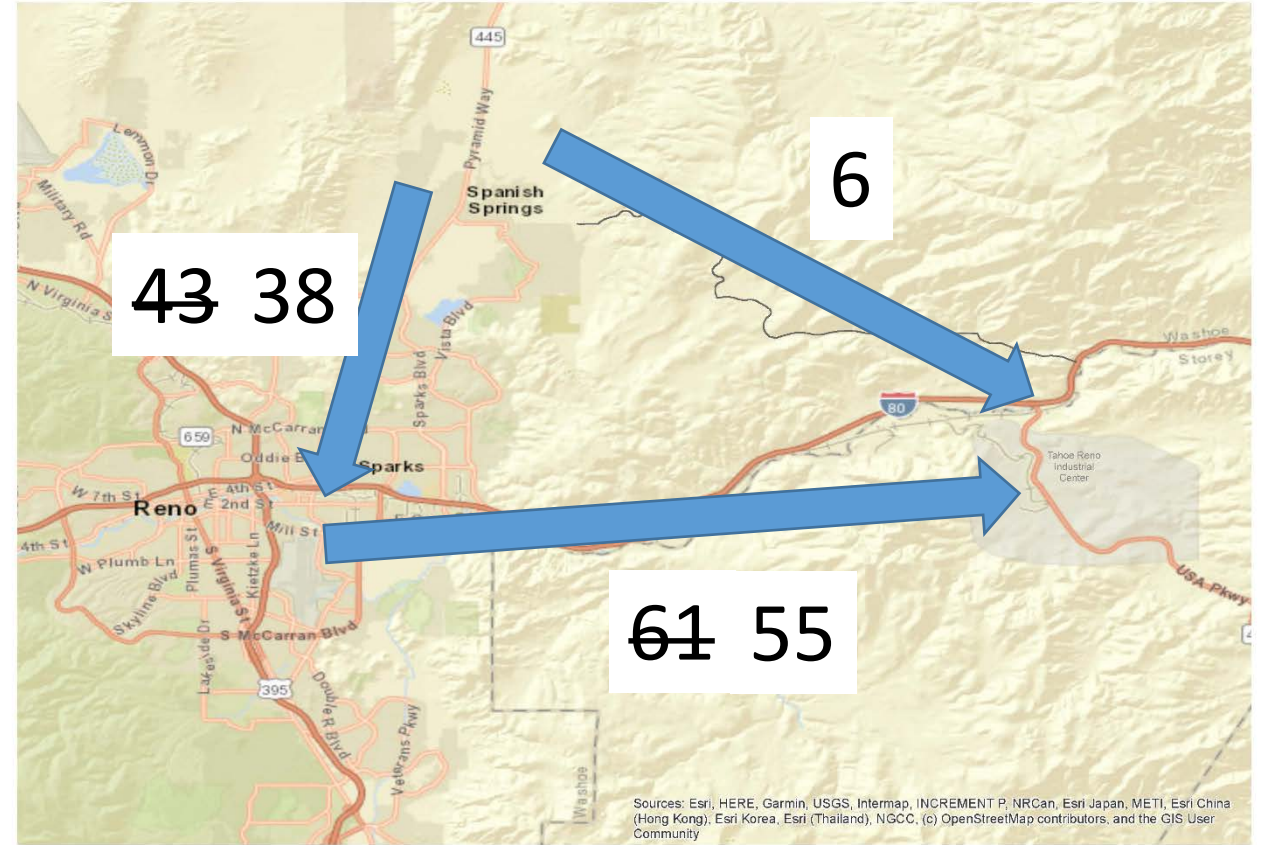 445
Pyramid Way
Lemmon Dr
Military Rd
Spanish
Springs
6
43 38
N Virginia S
Vista Blvd
Sparks Blvd
Washoe
Storey
80
659
N McCarran
Oddie B
Sparks
Tahoe Reno
Industrial
Center
W 7th St
E 4th St
E 2nd St
Reno
Mill St
4th St
W Plumb Ln
Plumas St
S Virginia St
Kietzke Ln
Skyline Blvd
USA Pkwy
61 55
S McCarran Blvd
Lakeside Dr
395
Double R Blvd
Veterans Pkwy
Washoe
Sources: Esri, HERE, Garmin, USGS, Intermap, INCREMENT P, NRCan, Esri Japan, METI, Esri China
(Hong Kong), Esri Korea, Esri (Thailand), NGCC, (c) OpenStreetMap contributors, and the GIS User
Community